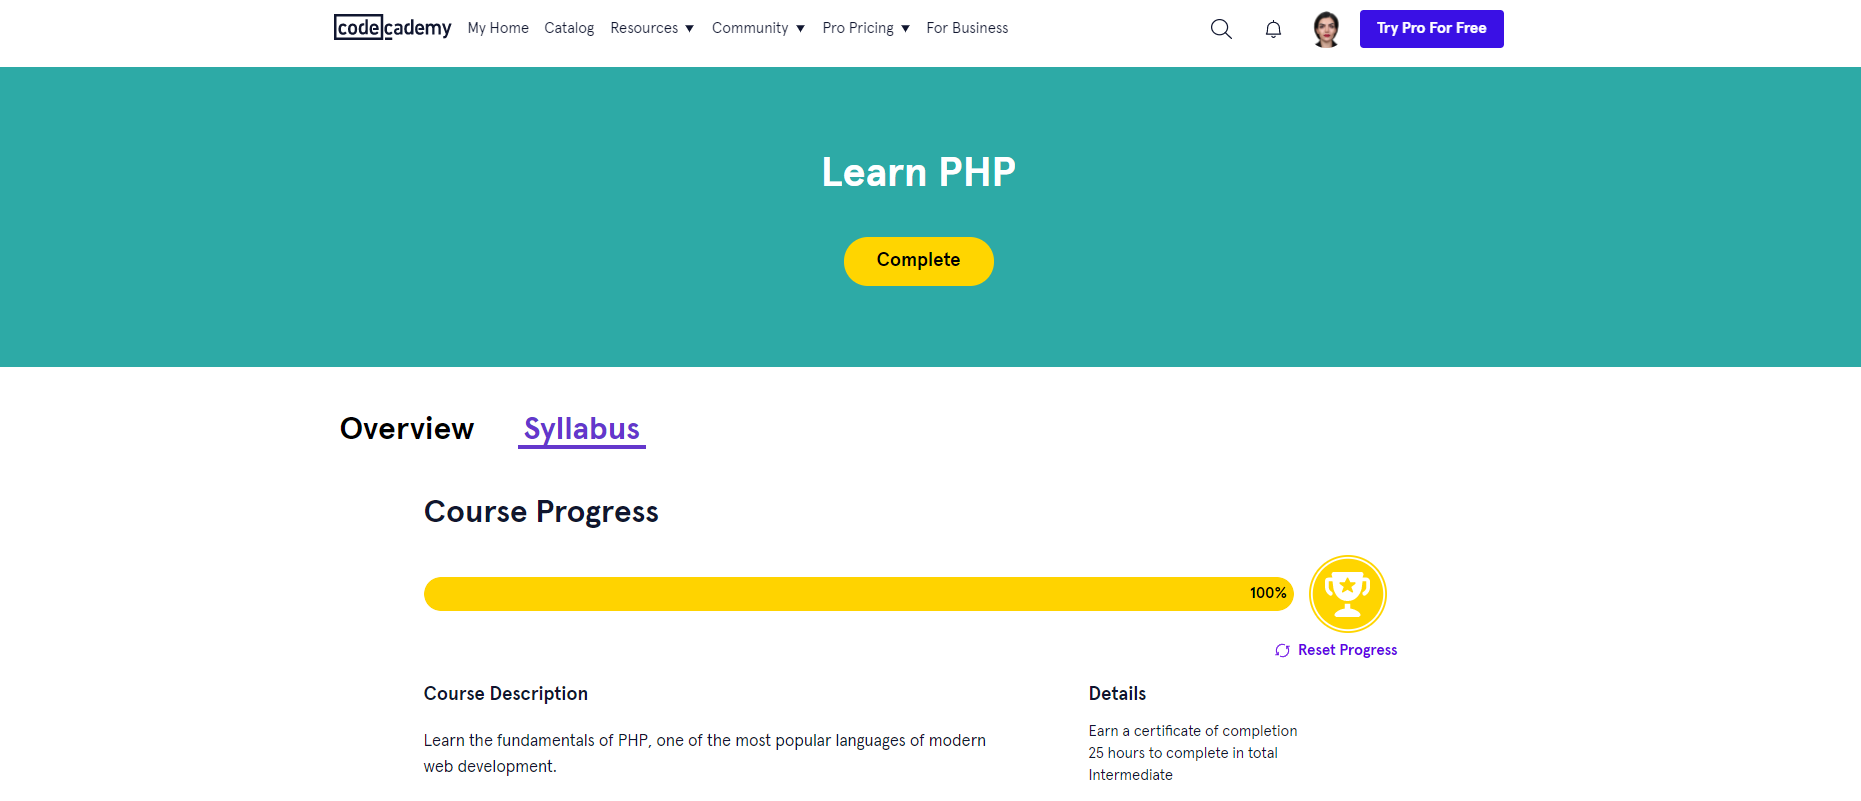 codecademy My Home Catalog Resources Community Pro Pricing For Business Try Pro For Free
Learn PHP
Complete
Overview Syllabus
Course Progress
100%
Reset Progress
Course Description
Learn the fundamentals of PHP, one of the most popular languages of modern
web development.
Details
Earn a certificate of completion
25 hours to complete in total
Intermediate